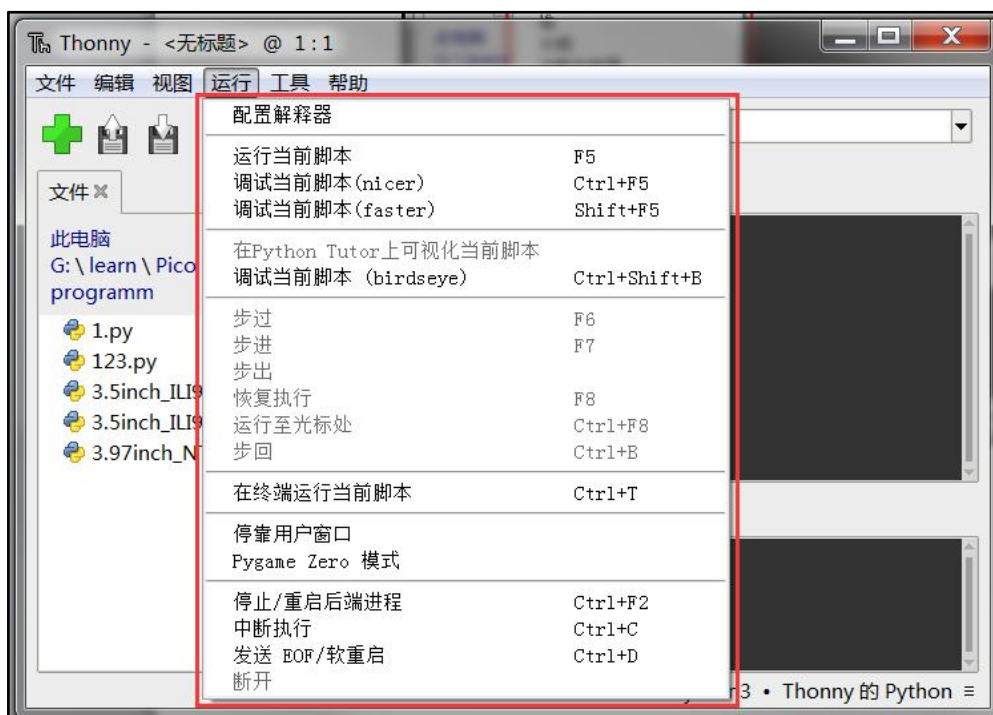 Thonny - <无标题> @ 1:1
文件 编辑 视图 运行 工具 帮助
配置解释器
运行当前脚本 F5
调试当前脚本(nicer) Ctrl+F5
调试当前脚本(faster) Shift+F5
在Python Tutor上可视化当前脚本
调试当前脚本 (birdseye) Ctrl+Shift+B
步过 F6
步进 F7
步出
恢复执行 F8
运行至光标处 Ctrl+F8
步回 Ctrl+B
在终端运行当前脚本 Ctrl+T
停靠用户窗口
Pygame Zero 模式
停止/重启后端进程 Ctrl+F2
中断执行 Ctrl+C
发送 EOF/软重启 Ctrl+D
断开
文件
此电脑
G: \ learn \ Pico
programm
1.py
123.py
3.5inch_ILI9
3.5inch_ILI9
3.97inch_N
3 • Thonny 的 Python ≡